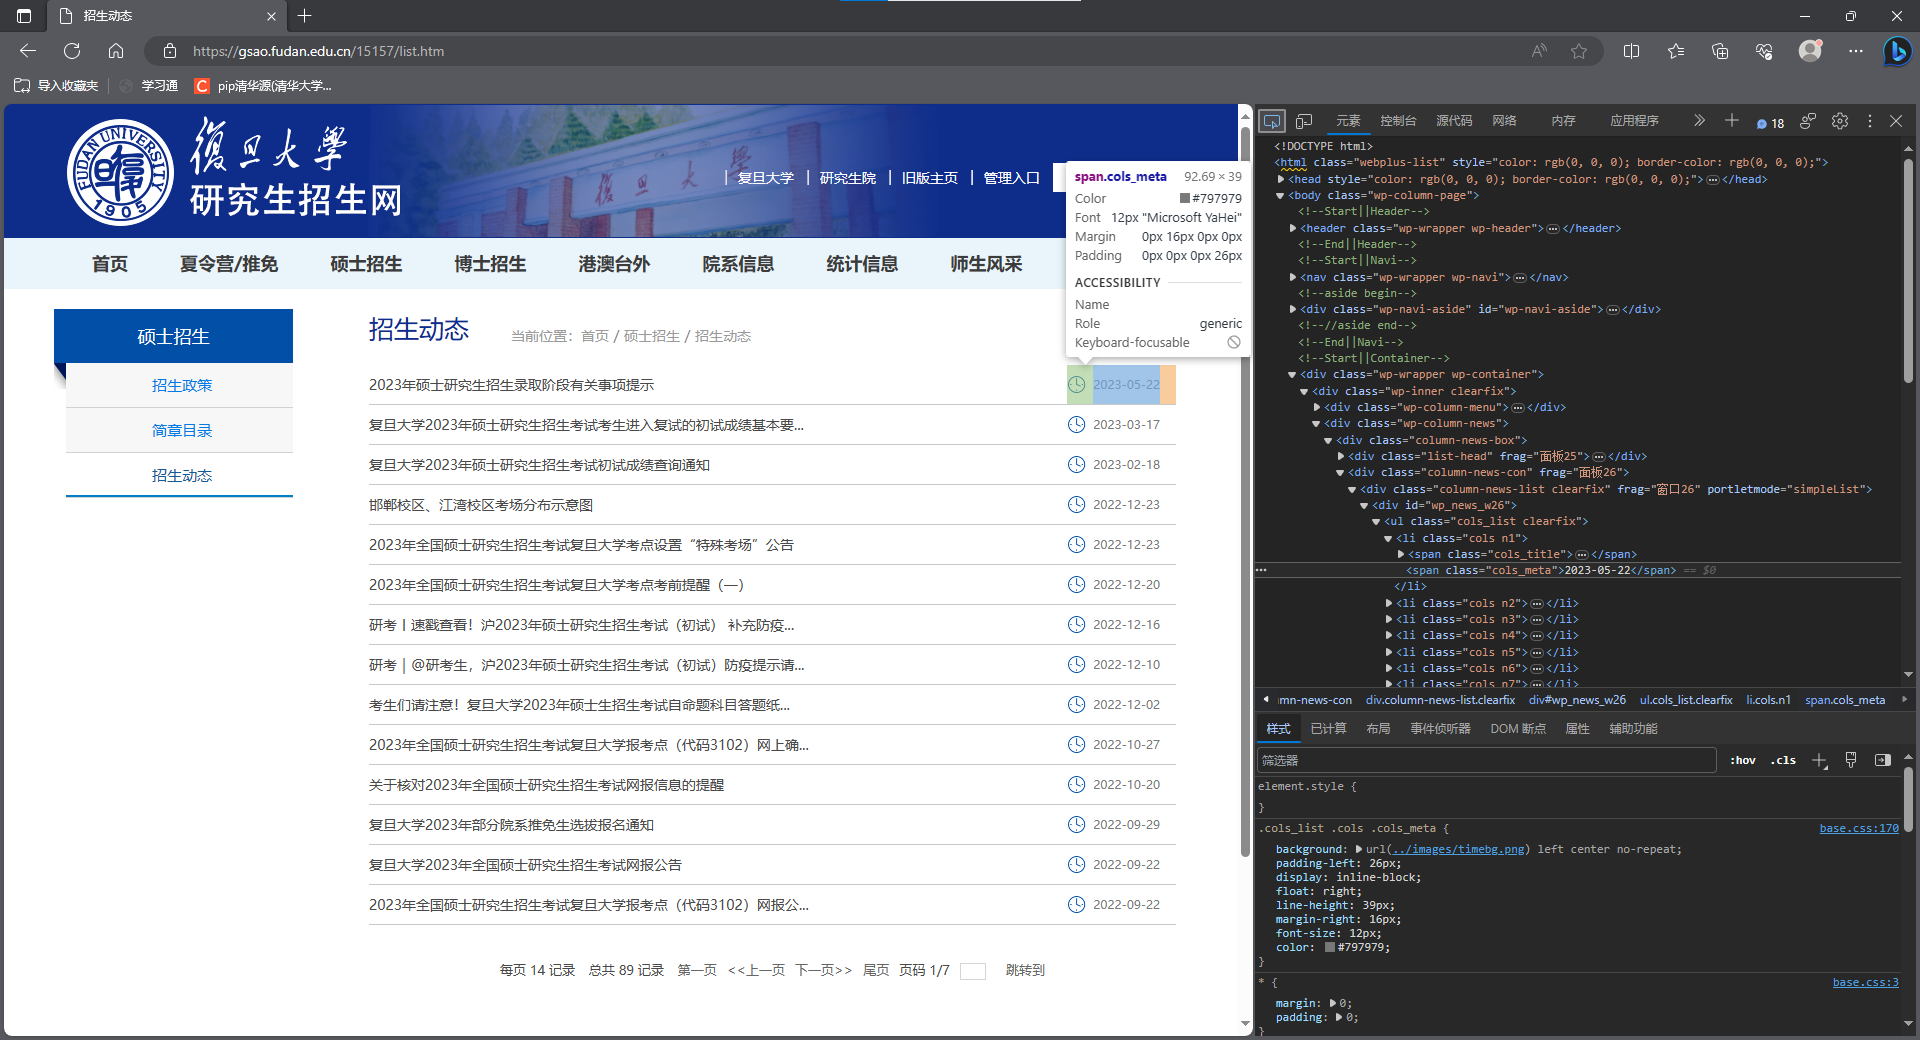 招生动态
https://gsao.fudan.edu.cn/15157/list.htm
导入收藏夹
学习通
pip清华源(清华大学...
FUDAN UNIVERSITY
1905
復旦大學
研究生招生网
复旦大学
研究生院
旧版主页
管理入口
首页
夏令营/推免
硕士招生
博士招生
港澳台外
院系信息
统计信息
师生风采
硕士招生
招生政策
简章目录
招生动态
招生动态
当前位置：首页 / 硕士招生 / 招生动态
2023年硕士研究生招生录取阶段有关事项提示 2023-05-22
复旦大学2023年硕士研究生招生考试考生进入复试的初试成绩基本要... 2023-03-17
复旦大学2023年硕士研究生招生考试初试成绩查询通知 2023-02-18
邯郸校区、江湾校区考场分布示意图 2022-12-23
2023年全国硕士研究生招生考试复旦大学考点设置“特殊考场”公告 2022-12-23
2023年全国硕士研究生招生考试复旦大学考点考前提醒（一） 2022-12-20
研考丨速戳查看！沪2023年硕士研究生招生考试（初试） 补充防疫... 2022-12-16
研考｜@研考生，沪2023年硕士研究生招生考试（初试）防疫提示请... 2022-12-10
考生们请注意！复旦大学2023年硕士生招生考试自命题科目答题纸... 2022-12-02
2023年全国硕士研究生招生考试复旦大学报考点（代码3102）网上确... 2022-10-27
关于核对2023年全国硕士研究生招生考试网报信息的提醒 2022-10-20
复旦大学2023年部分院系推免生选拔报名通知 2022-09-29
复旦大学2023年全国硕士研究生招生考试网报公告 2022-09-22
2023年全国硕士研究生招生考试复旦大学报考点（代码3102）网报公... 2022-09-22
每页 14 记录 总共 89 记录 第一页 <<上一页 下一页>> 尾页 页码 1/7 跳转到
span.cols_meta 92.69 × 39
Color #797979
Font 12px "Microsoft YaHei"
Margin 0px 16px 0px 0px
Padding 0px 0px 0px 26px
ACCESSIBILITY
Name
Role generic
Keyboard-focusable
元素 控制台 源代码 网络 内存 应用程序 18
<!DOCTYPE html>
<html class="webplus-list" style="color: rgb(0, 0, 0); border-color: rgb(0, 0, 0);">
<head style="color: rgb(0, 0, 0); border-color: rgb(0, 0, 0);">…</head>
<body class="wp-column-page">
<!--Start||Header-->
<header class="wp-wrapper wp-header">…</header>
<!--End||Header-->
<!--Start||Navi-->
<nav class="wp-wrapper wp-navi">…</nav>
<!--aside begin-->
<div class="wp-navi-aside" id="wp-navi-aside">…</div>
<!--//aside end-->
<!--End||Navi-->
<!--Start||Container-->
<div class="wp-wrapper wp-container">
<div class="wp-inner clearfix">
<div class="wp-column-menu">…</div>
<div class="wp-column-news">
<div class="column-news-box">
<div class="list-head" frag="面板25">…</div>
<div class="column-news-con" frag="面板26">
<div class="column-news-list clearfix" frag="窗口26" portletmode="simpleList">
<div id="wp_news_w26">
<ul class="cols_list clearfix">
<li class="cols n1">
<span class="cols_title">…</span>
<span class="cols_meta">2023-05-22</span> == $0
</li>
<li class="cols n2">…</li>
<li class="cols n3">…</li>
<li class="cols n4">…</li>
<li class="cols n5">…</li>
<li class="cols n6">…</li>
<li class="cols n7">…</li>
ımn-news-con div.column-news-list.clearfix div#wp_news_w26 ul.cols_list.clearfix li.cols.n1 span.cols_meta
样式 已计算 布局 事件侦听器 DOM 断点 属性 辅助功能
筛选器 :hov .cls
element.style {
}
.cols_list .cols .cols_meta { base.css:170
background: url(../images/timebg.png) left center no-repeat;
padding-left: 26px;
display: inline-block;
float: right;
line-height: 39px;
margin-right: 16px;
font-size: 12px;
color: #797979;
}
* { base.css:3
margin: 0;
padding: 0;
}